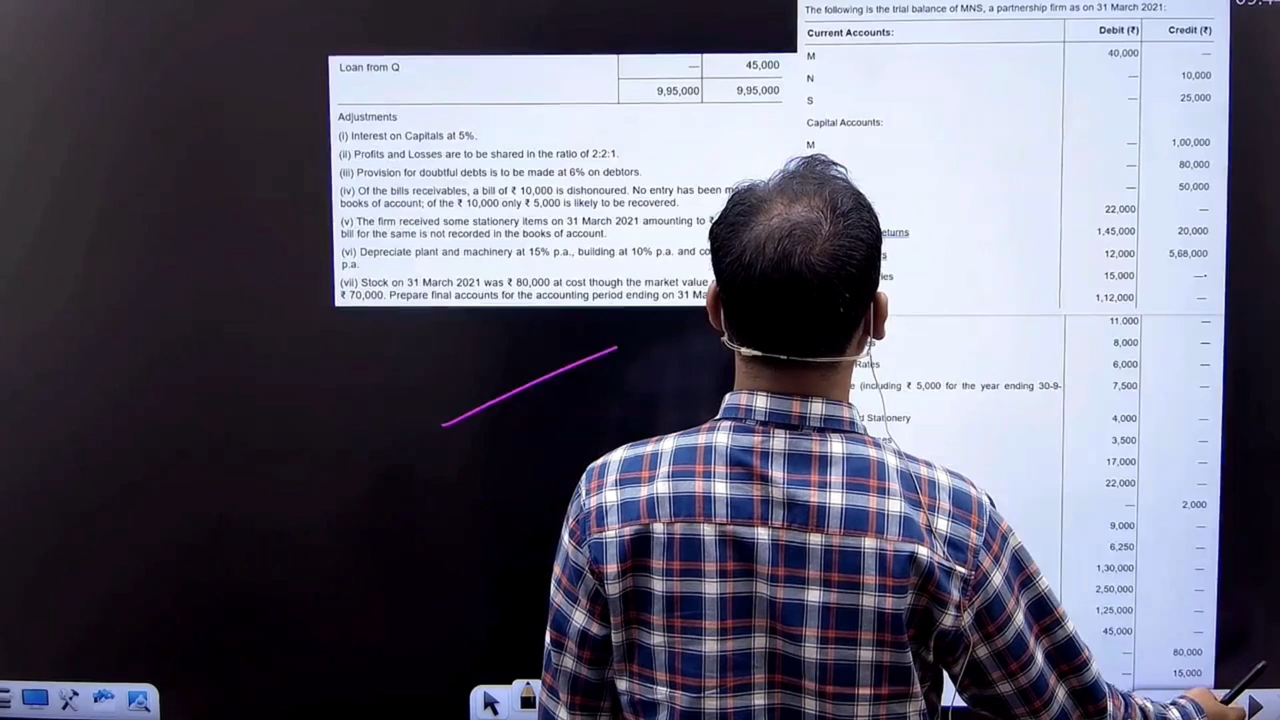 The following is the trial balance of MNS, a partnership firm as on 31 March 2021:
Current Accounts: Debit (₹) Credit (₹)
M 40,000 —
N — 10,000
S — 25,000
Capital Accounts:
M — 1,00,000
— 80,000
— 50,000
22,000 —
eturns 1,45,000 20,000
s 12,000 5,68,000
ies 15,000 —
1,12,000 —
11,000 —
es 8,000 —
Rates 6,000 —
e (including ₹ 5,000 for the year ending 30-9- 7,500 —
d Stationery 4,000 —
es 3,500 —
17,000 —
22,000 —
— 2,000
9,000 —
6,250 —
1,30,000 —
2,50,000 —
1,25,000 —
45,000 —
— 80,000
— 15,000
Loan from Q — 45,000
9,95,000 9,95,000
Adjustments
(i) Interest on Capitals at 5%.
(ii) Profits and Losses are to be shared in the ratio of 2:2:1.
(iii) Provision for doubtful debts is to be made at 6% on debtors.
(iv) Of the bills receivables, a bill of ₹ 10,000 is dishonoured. No entry has been m
books of account; of the ₹ 10,000 only ₹ 5,000 is likely to be recovered.
(v) The firm received some stationery items on 31 March 2021 amounting to ₹
bill for the same is not recorded in the books of account.
(vi) Depreciate plant and machinery at 15% p.a., building at 10% p.a. and co
p.a.
(vii) Stock on 31 March 2021 was ₹ 80,000 at cost though the market value
₹ 70,000. Prepare final accounts for the accounting period ending on 31 Ma